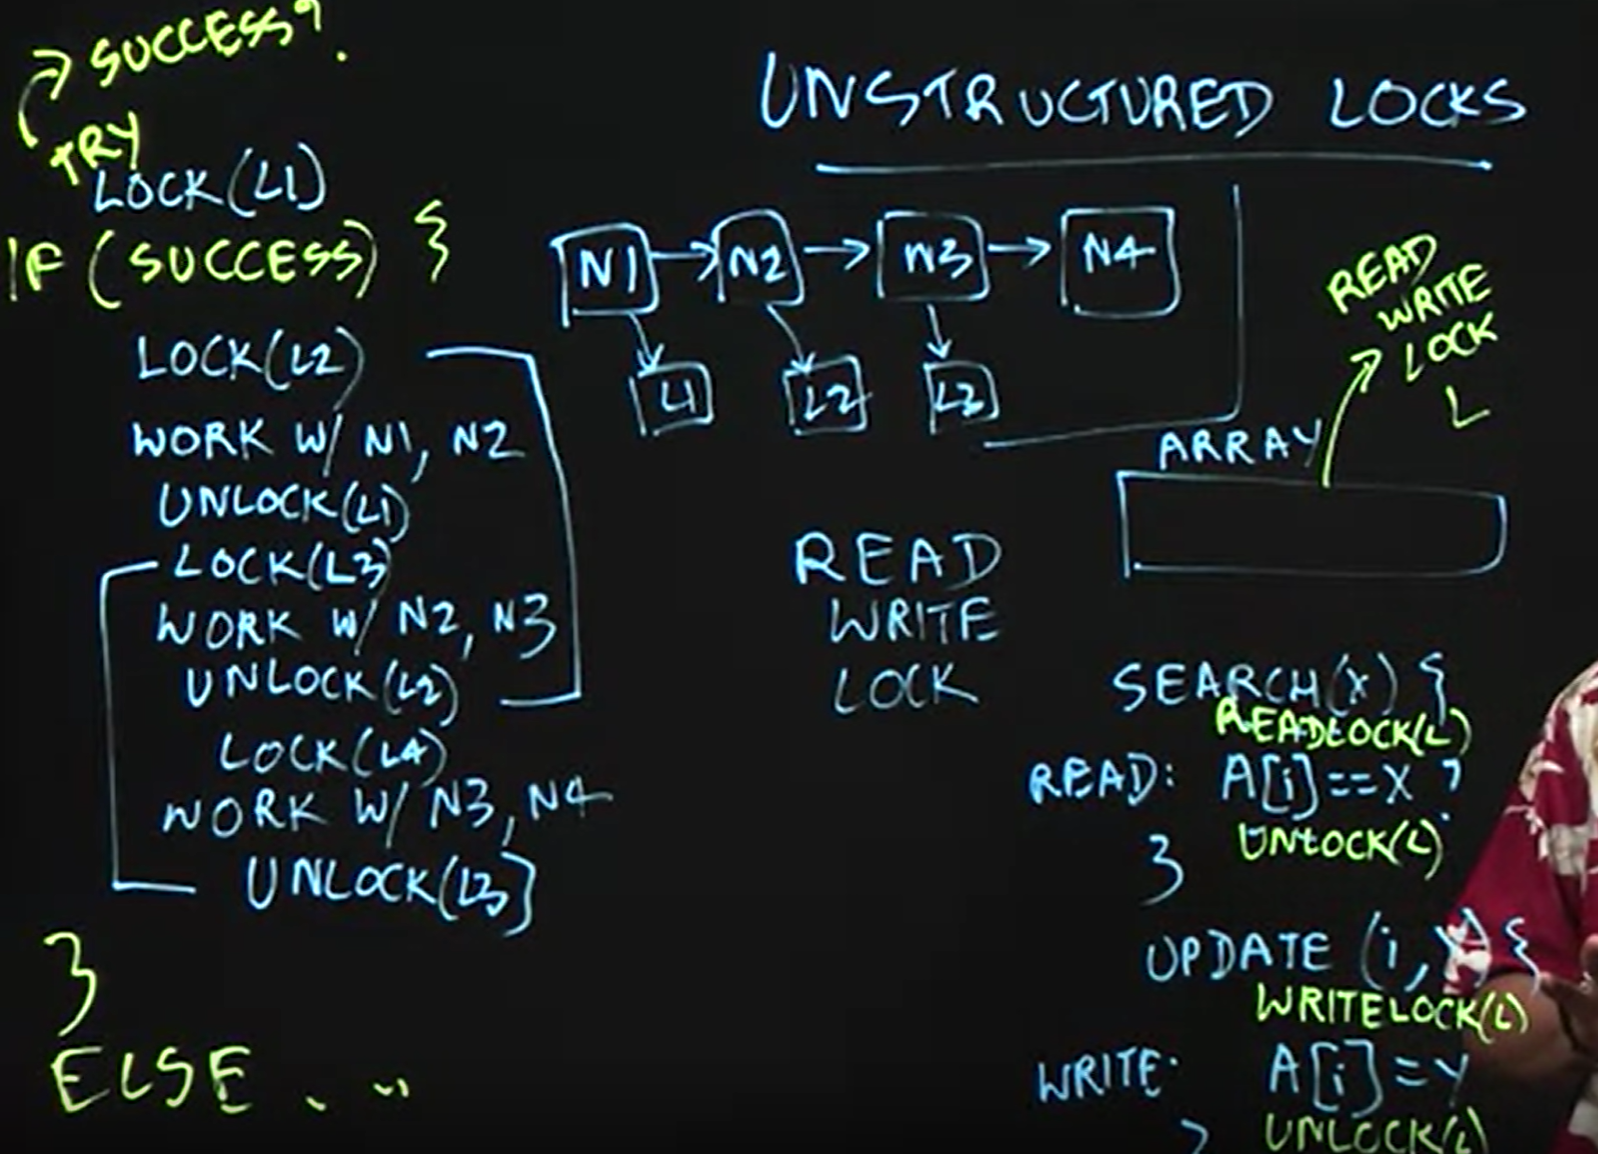 SUCCESS?
TRY
LOCK(L1)
IF (SUCCESS) {
LOCK(L2)
WORK W/ N1, N2
UNLOCK(L1)
LOCK(L3)
WORK W/ N2, N3
UNLOCK(L2)
LOCK(L4)
WORK W/ N3, N4
UNLOCK(L3)
}
ELSE . ..
UNSTRUCTURED LOCKS
N1 N2 N3 N4
L1 L2 L3
READ
WRITE
LOCK
READ
WRITE
LOCK
L
ARRAY
SEARCH(X) {
READLOCK(L)
READ: A[i]==X ?
UNLOCK(L)
}
UPDATE (i, Y) {
WRITELOCK(L)
WRITE: A[i]=Y
UNLOCK(L)
}